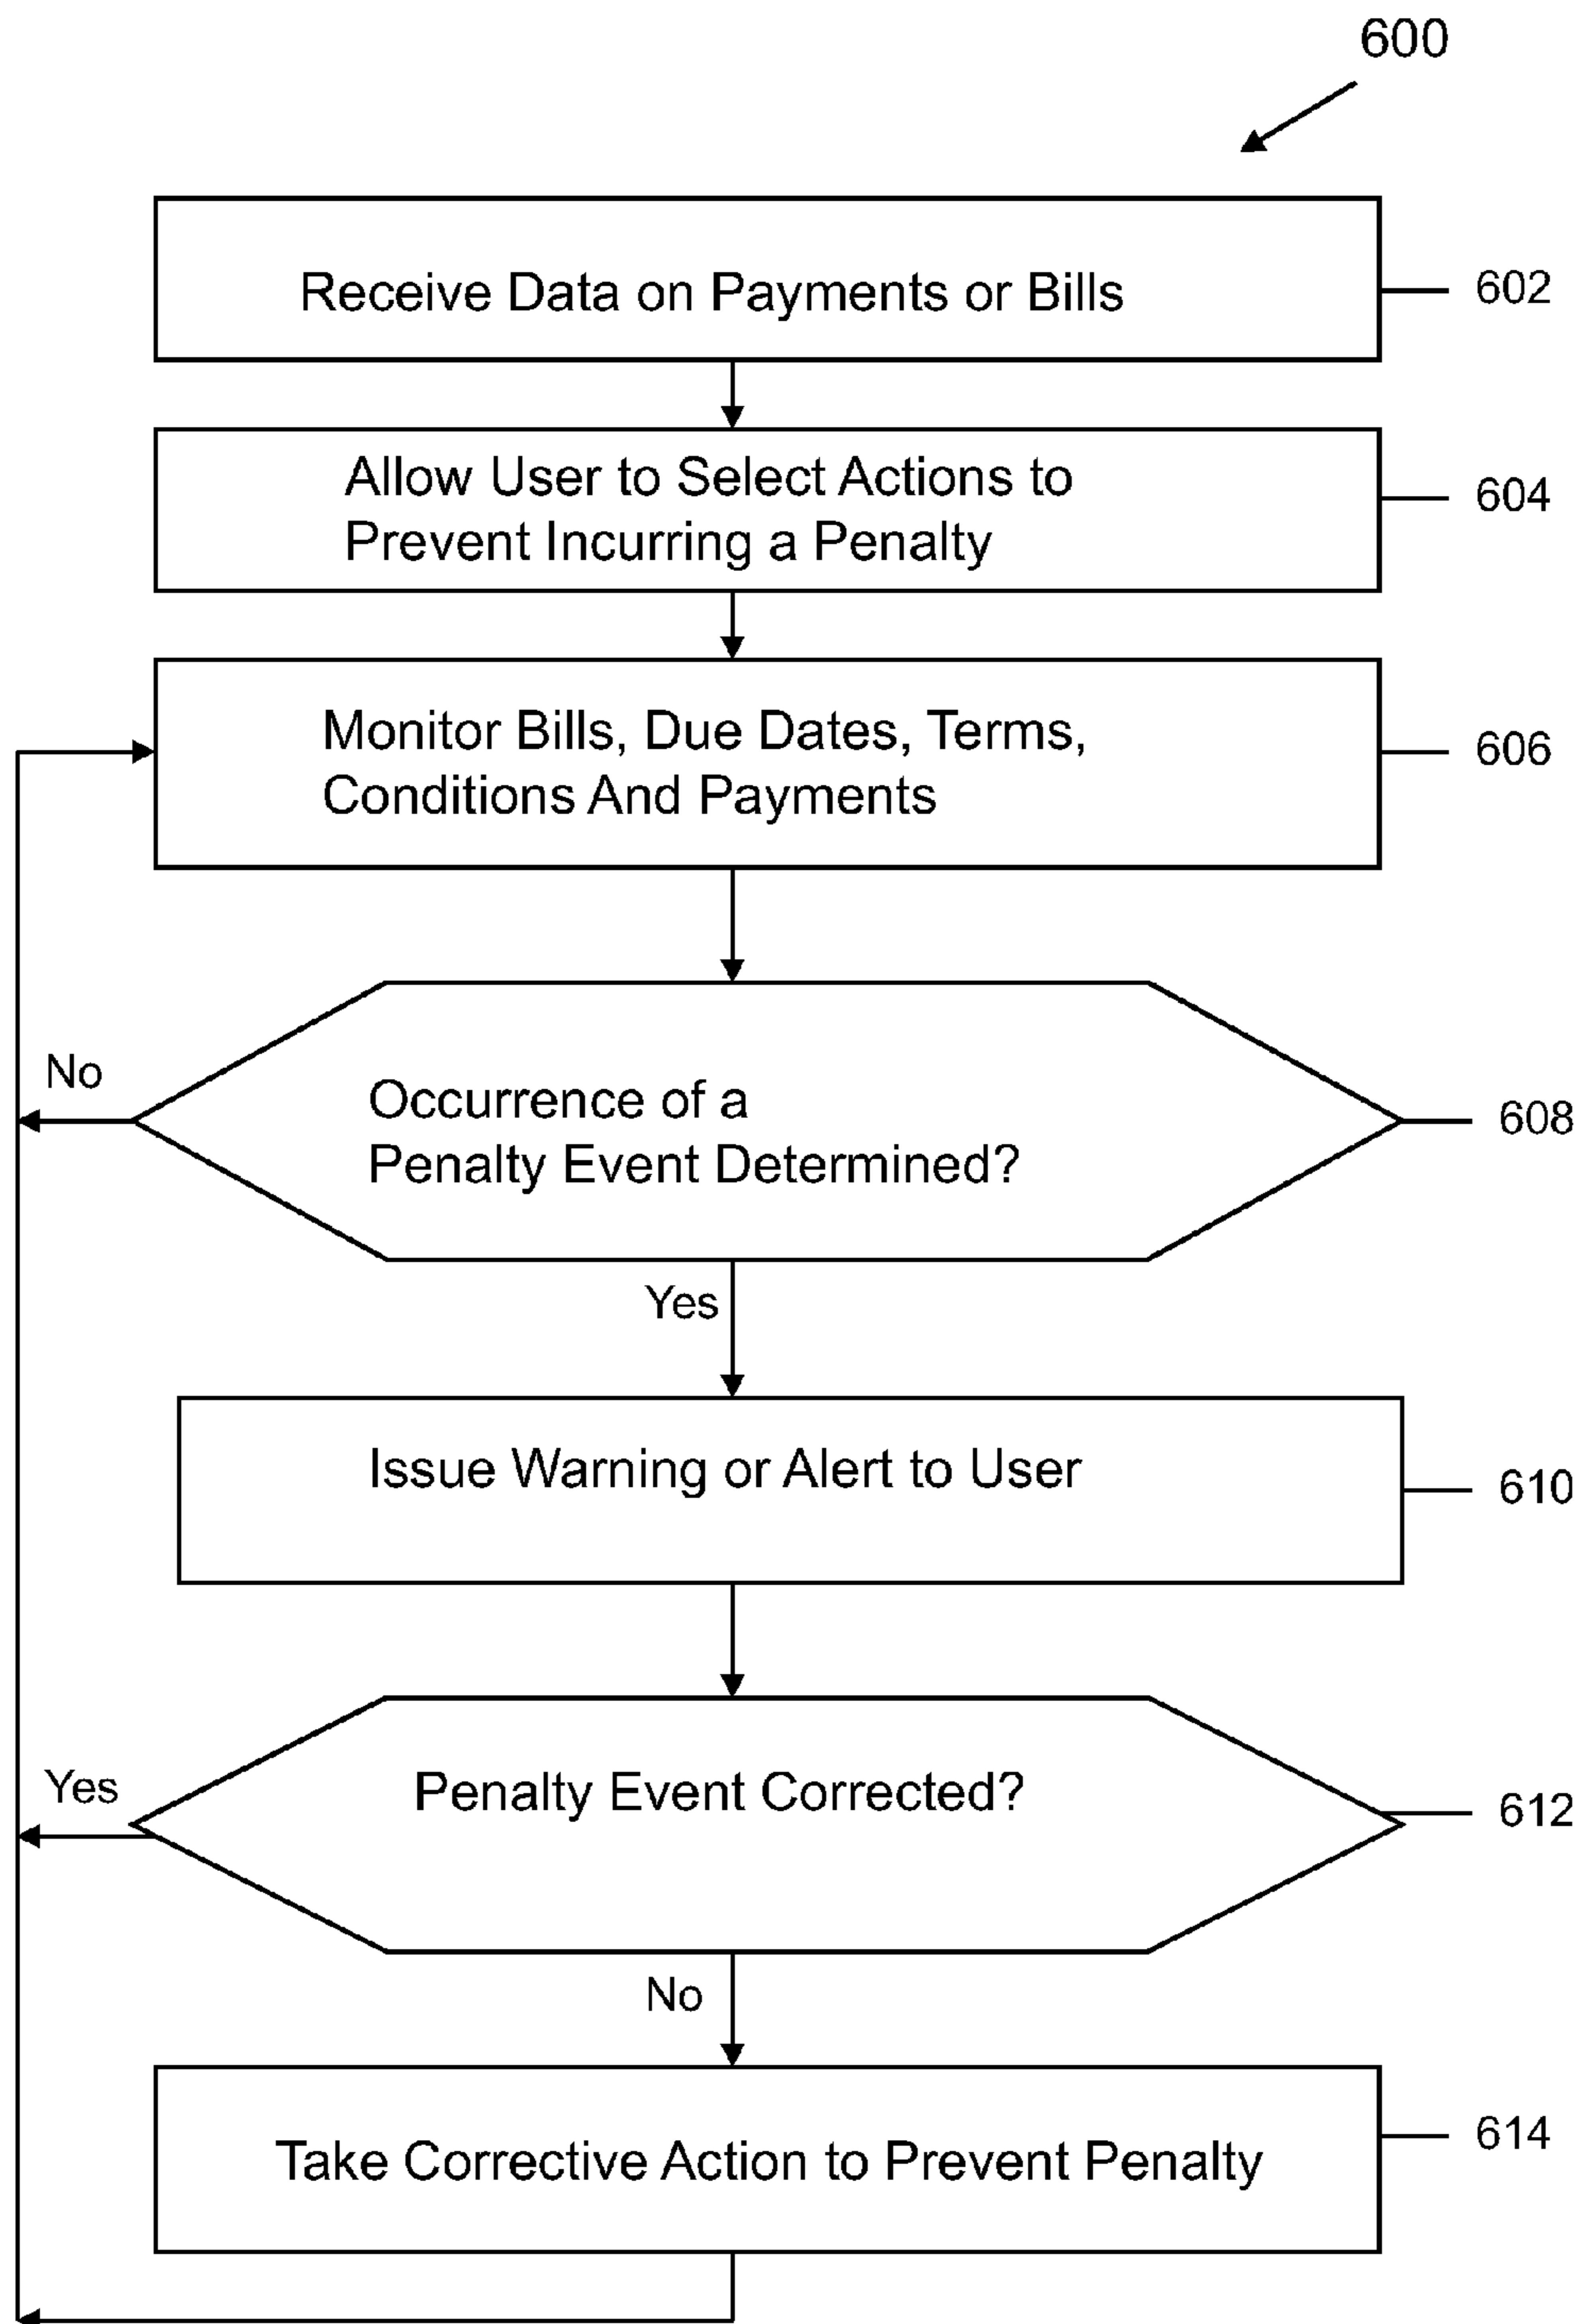 600
Receive Data on Payments or Bills
602
Allow User to Select Actions to
Prevent Incurring a Penalty
604
Monitor Bills, Due Dates, Terms,
Conditions And Payments
606
No
Occurrence of a
Penalty Event Determined?
608
Yes
Issue Warning or Alert to User
610
Yes
Penalty Event Corrected?
612
No
Take Corrective Action to Prevent Penalty
614